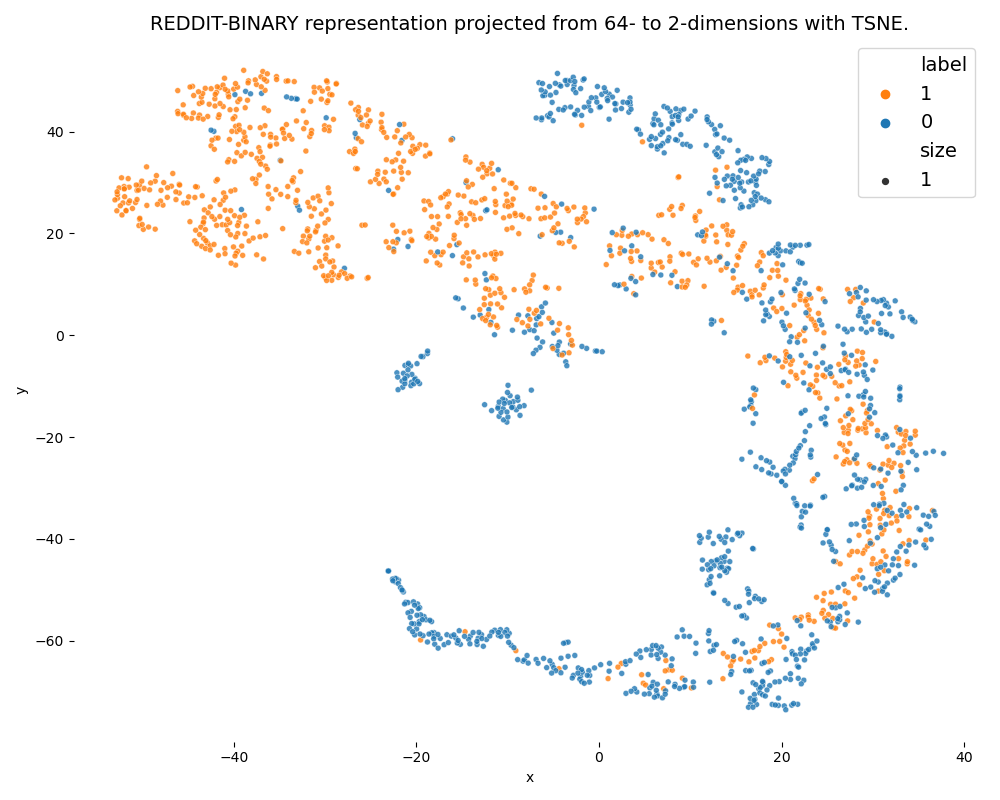 REDDIT-BINARY representation projected from 64- to 2-dimensions with TSNE.
label
1
0
size
1
40
20
0
−20
−40
−60
y
−40
−20
0
20
40
x